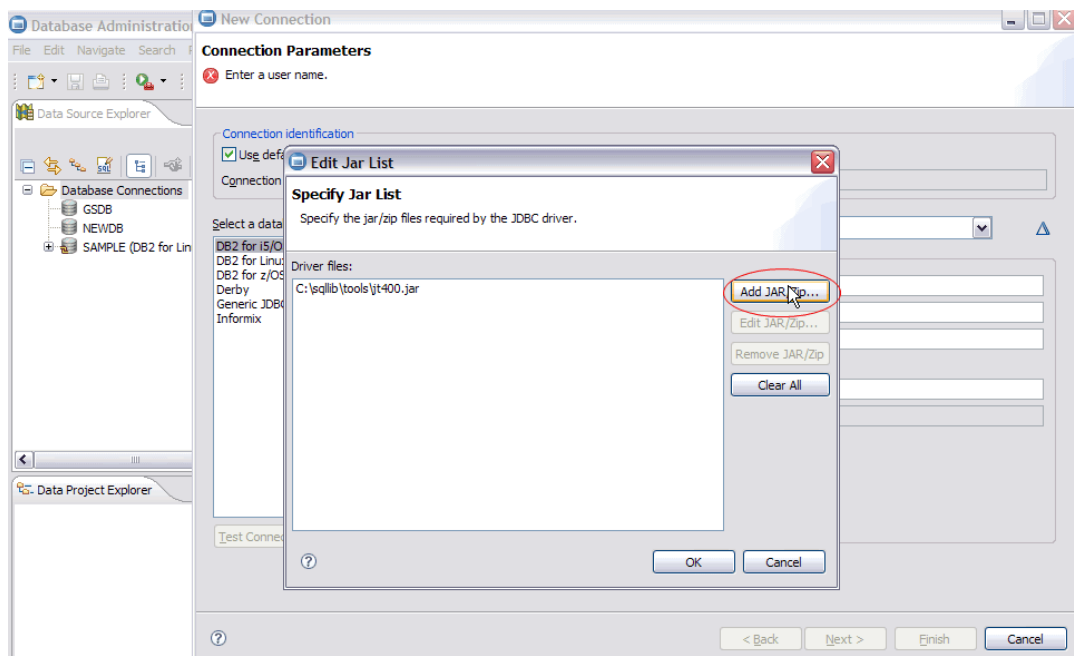 Database Administration
New Connection
File Edit Navigate Search
Connection Parameters
Enter a user name.
Data Source Explorer
Connection identification
Use
Edit Jar List
Connection
Specify Jar List
Specify the jar/zip files required by the JDBC driver.
Database Connections
GSDB
NEWDB
SAMPLE (DB2 for Lin
Select a data
DB2 for i5/O
DB2 for Linu
DB2 for z/OS
Derby
Generic JDBC
Informix
Driver files:
C:\sqllib\tools\jt400.jar
Add JAR/Zip...
Edit JAR/Zip...
Remove JAR/Zip
Clear All
Data Project Explorer
Test Connec
OK
Cancel
< Back
Next >
Finish
Cancel